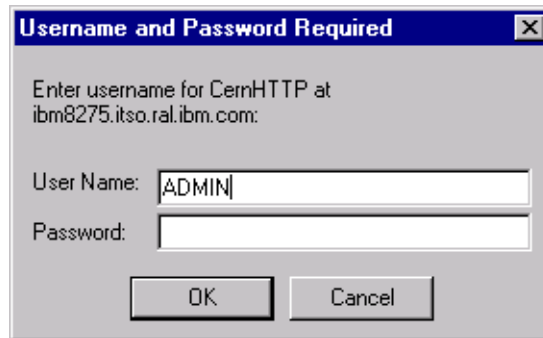 Username and Password Required
Enter username for CernHTTP at
ibm8275.itso.ral.ibm.com:
User Name: ADMIN
Password:
OK Cancel